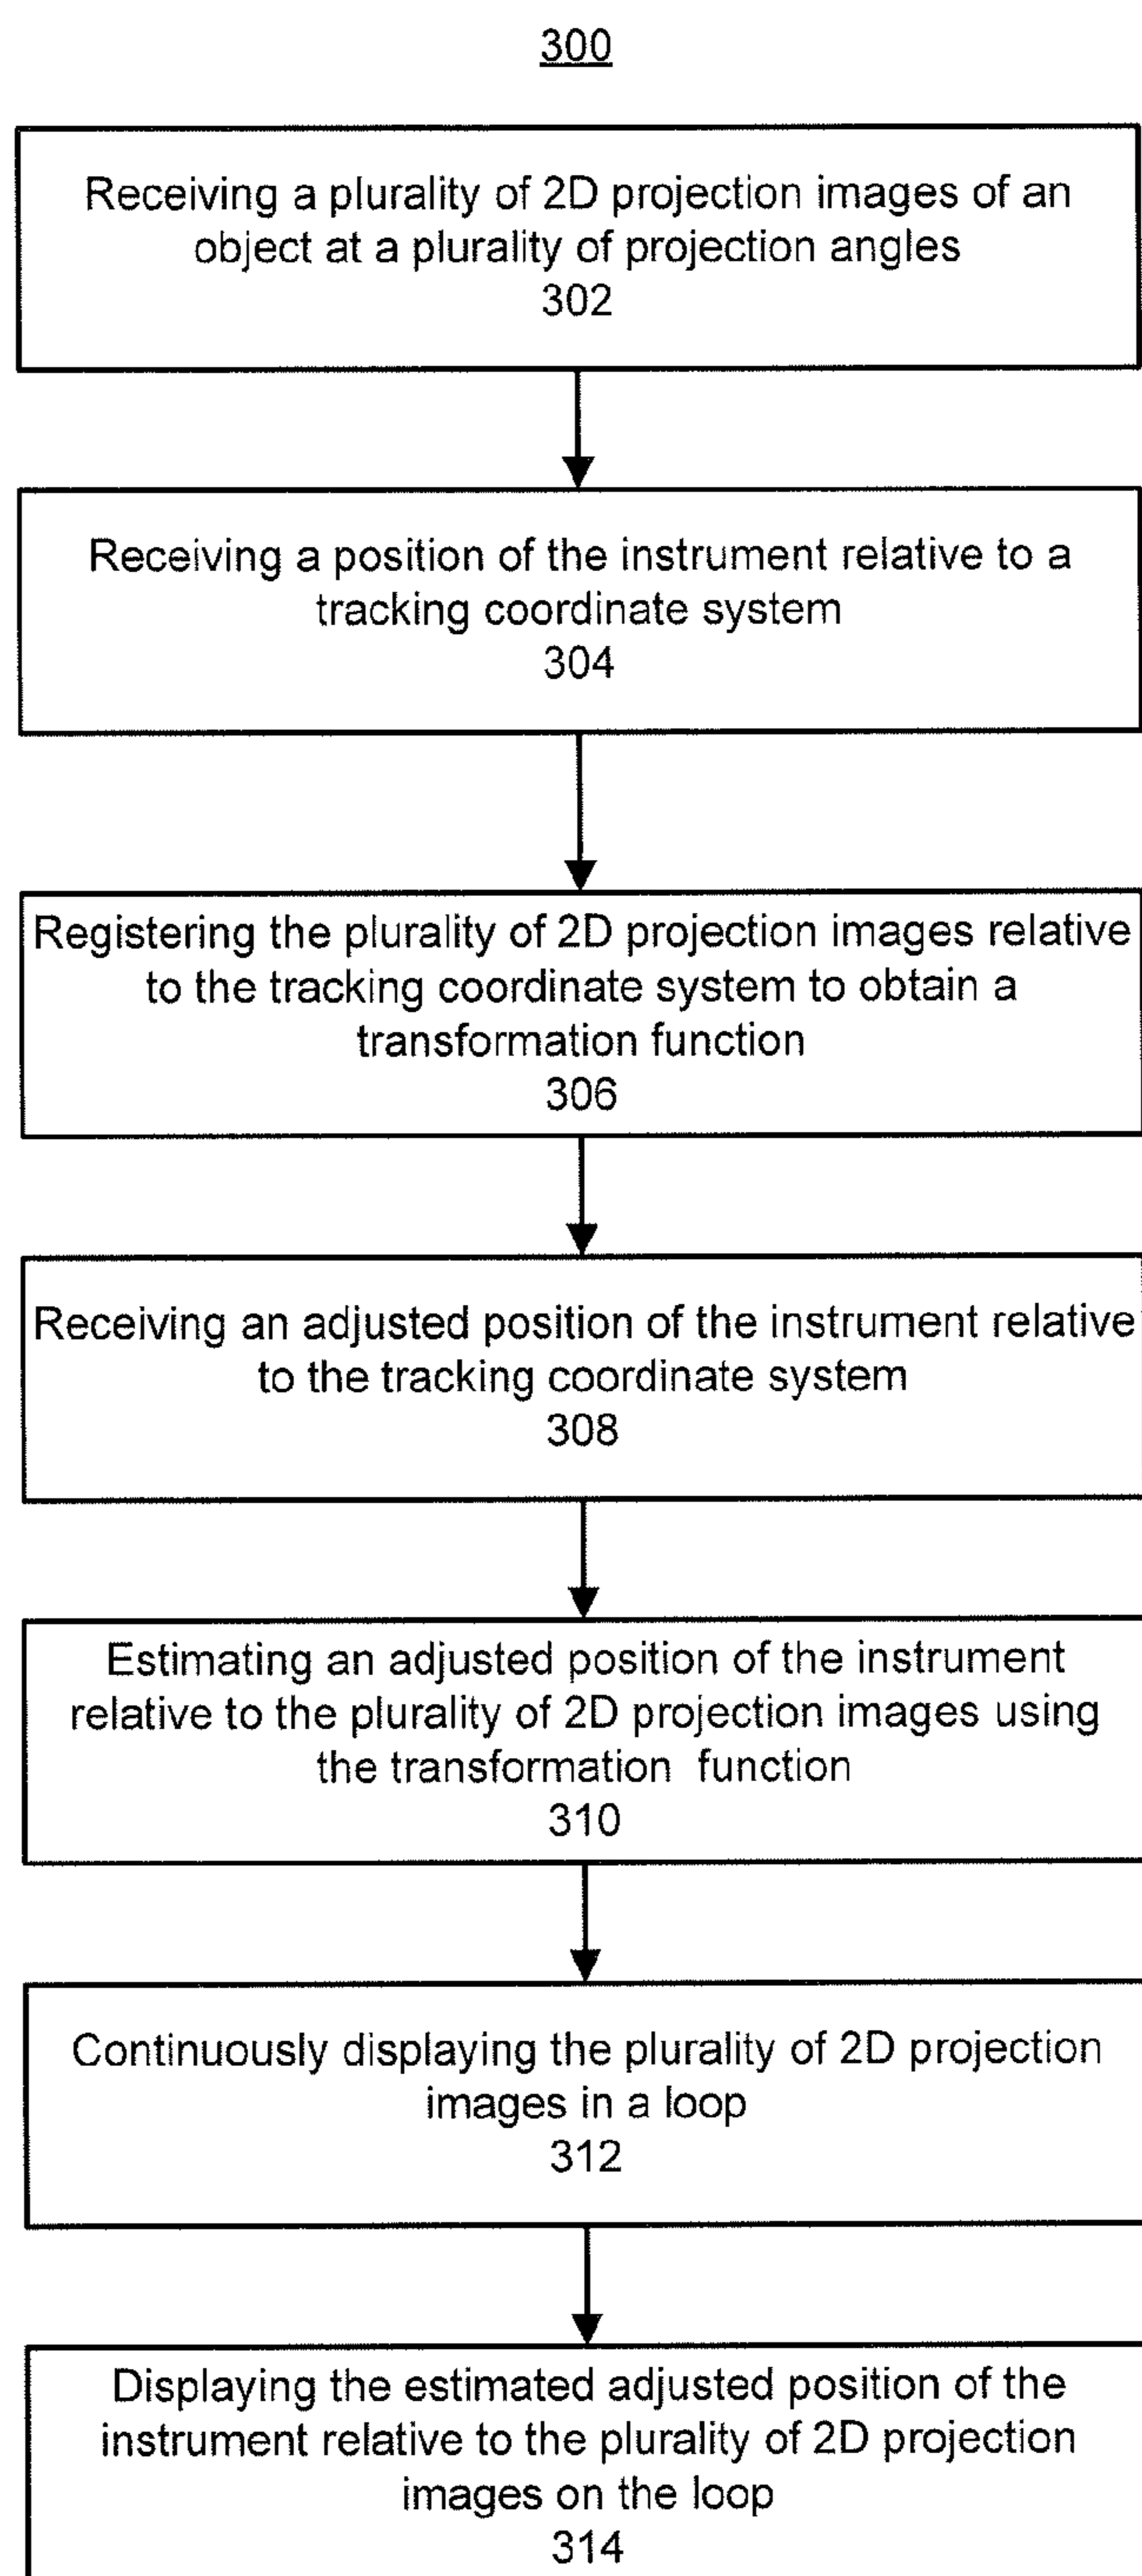 300
Receiving a plurality of 2D projection images of an
object at a plurality of projection angles
302
Receiving a position of the instrument relative to a
tracking coordinate system
304
Registering the plurality of 2D projection images relative
to the tracking coordinate system to obtain a
transformation function
306
Receiving an adjusted position of the instrument relative
to the tracking coordinate system
308
Estimating an adjusted position of the instrument
relative to the plurality of 2D projection images using
the transformation function
310
Continuously displaying the plurality of 2D projection
images in a loop
312
Displaying the estimated adjusted position of the
instrument relative to the plurality of 2D projection
images on the loop
314